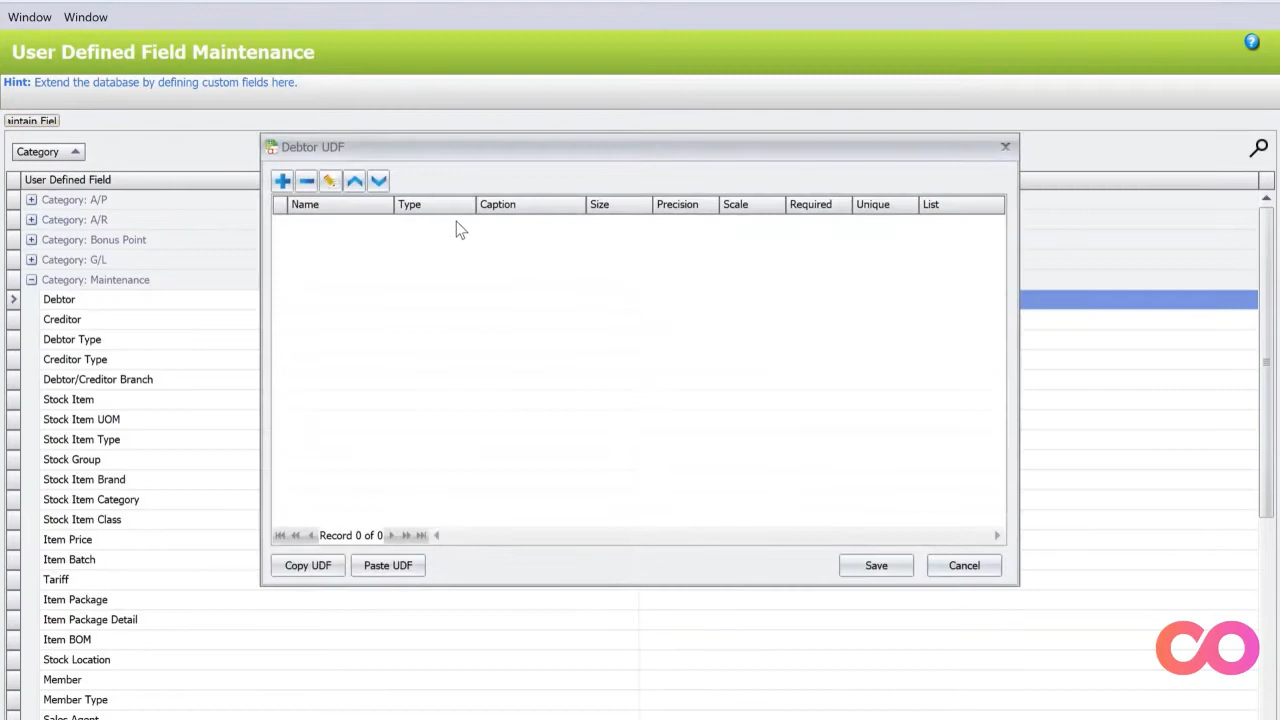 Window Window
User Defined Field Maintenance
Hint: Extend the database by defining custom fields here.
Category
User Defined Field
Category: A/P
Category: A/R
Category: Bonus Point
Category: G/L
Category: Maintenance
Debtor
Creditor
Debtor Type
Creditor Type
Debtor/Creditor Branch
Stock Item
Stock Item UOM
Stock Item Type
Stock Group
Stock Item Brand
Stock Item Category
Stock Item Class
Item Price
Item Batch
Tariff
Item Package
Item Package Detail
Item BOM
Stock Location
Member
Member Type
Sales Agent
Debtor UDF
Name Type Caption Size Precision Scale Required Unique List
Record 0 of 0
Copy UDF Paste UDF Save Cancel